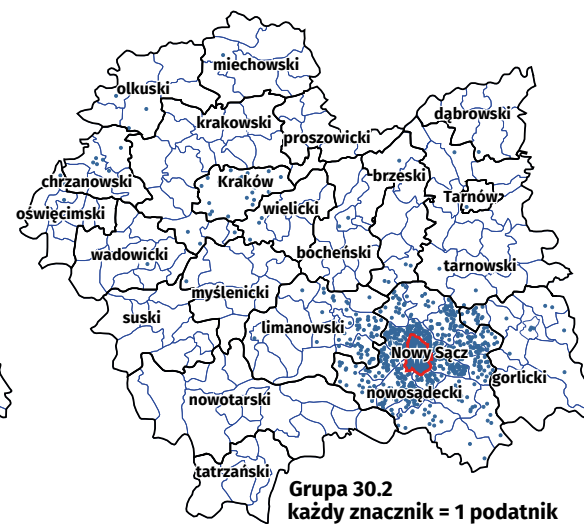 miechowski
olkuski
dąbrowski
krakowski
proszowicki
brzeski
chrzanowski
Kraków
Tarnów
oświęcimski
wielicki
wadowicki
bocheński
tarnowski
myślenicki
suski
limanowski
Nowy Sącz
gorlicki
nowotarski
nowosądecki
tatrzański
Grupa 30.2
każdy znacznik = 1 podatnik